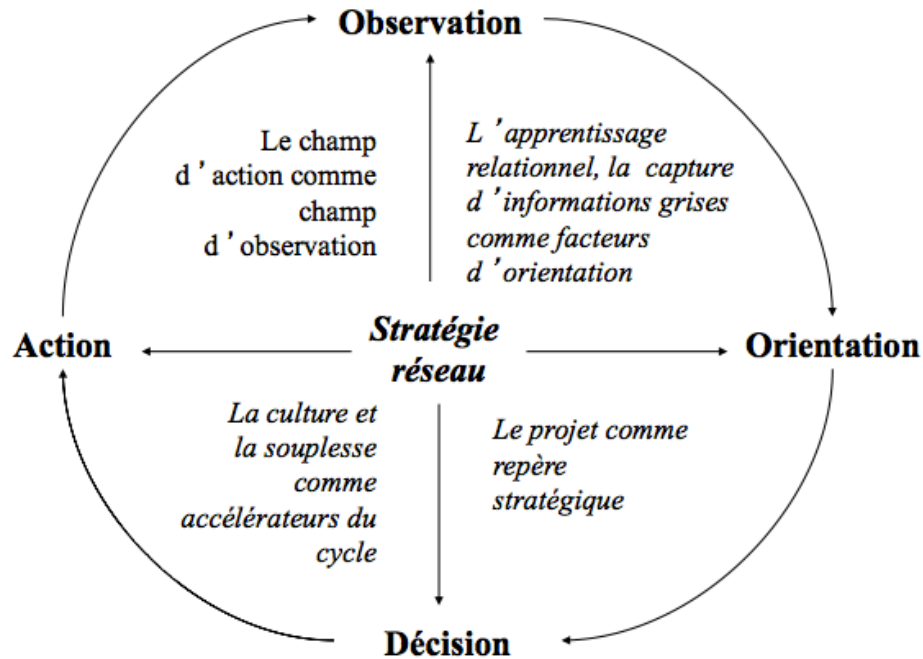 Observation
Le champ
d ’action comme
champ
d ’observation
L ’apprentissage
relationnel, la capture
d ’informations grises
comme facteurs
d ’orientation
Action
Stratégie
réseau
Orientation
La culture et
la souplesse
comme
accélérateurs du
cycle
Le projet comme
repère
stratégique
Décision